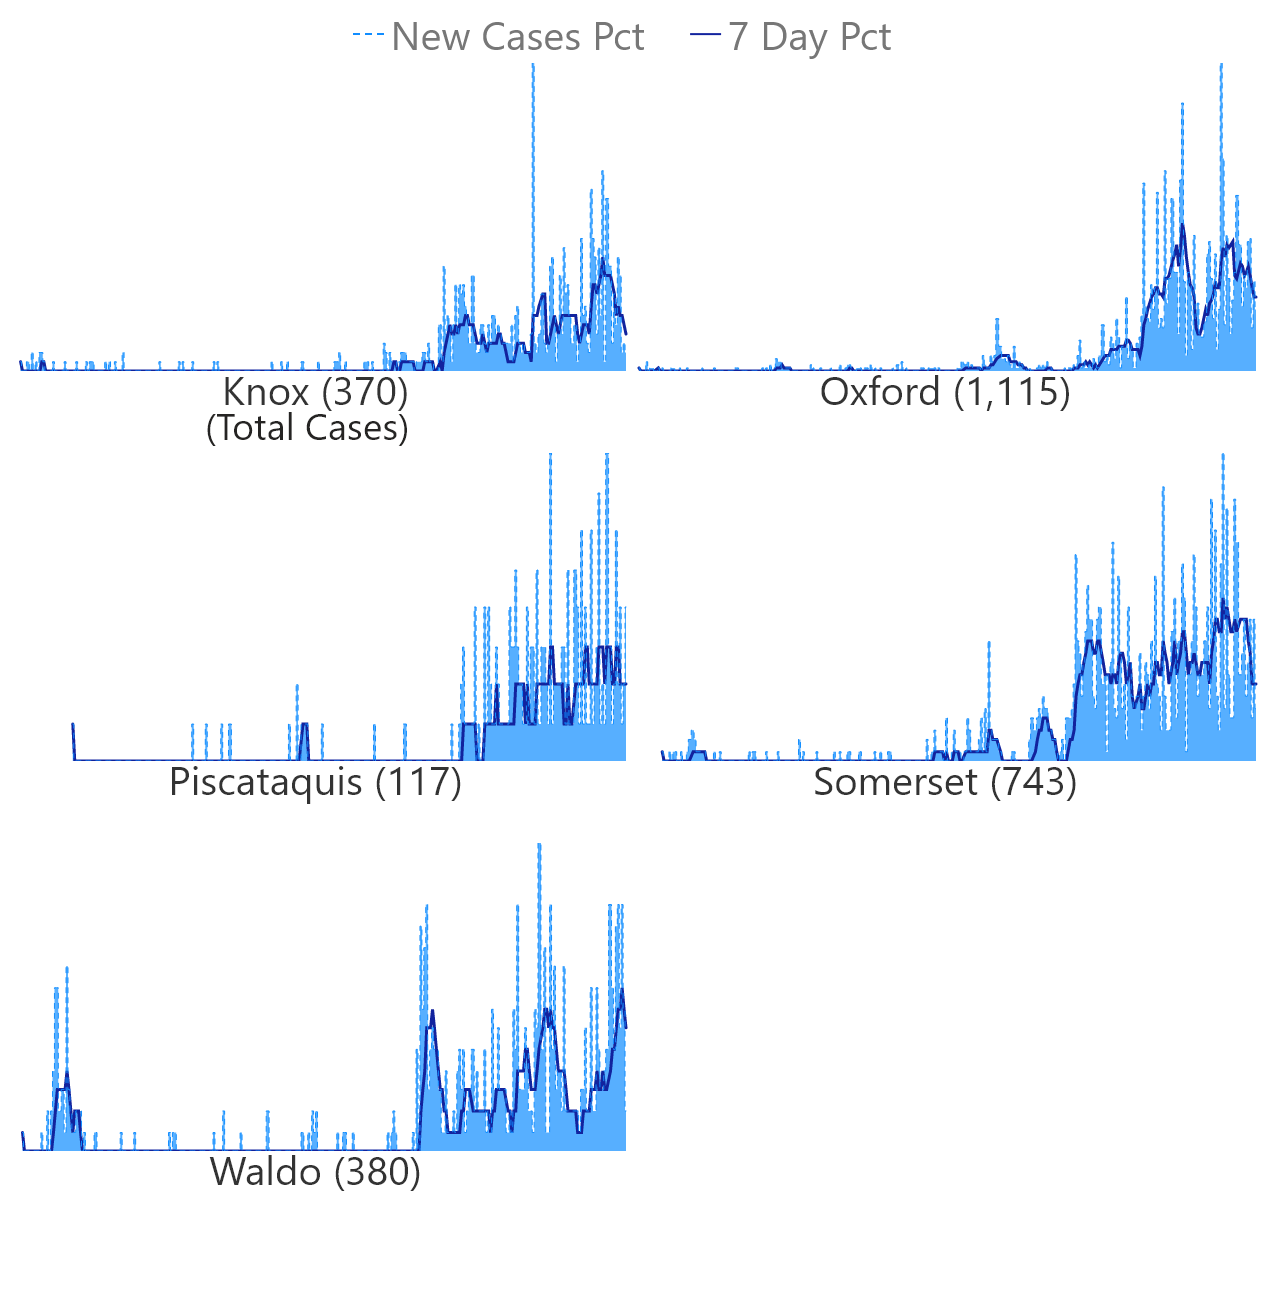 New Cases Pct 7 Day Pct
Knox (370)
(Total Cases)
Oxford (1,115)
Piscataquis (117)
Somerset (743)
Waldo (380)